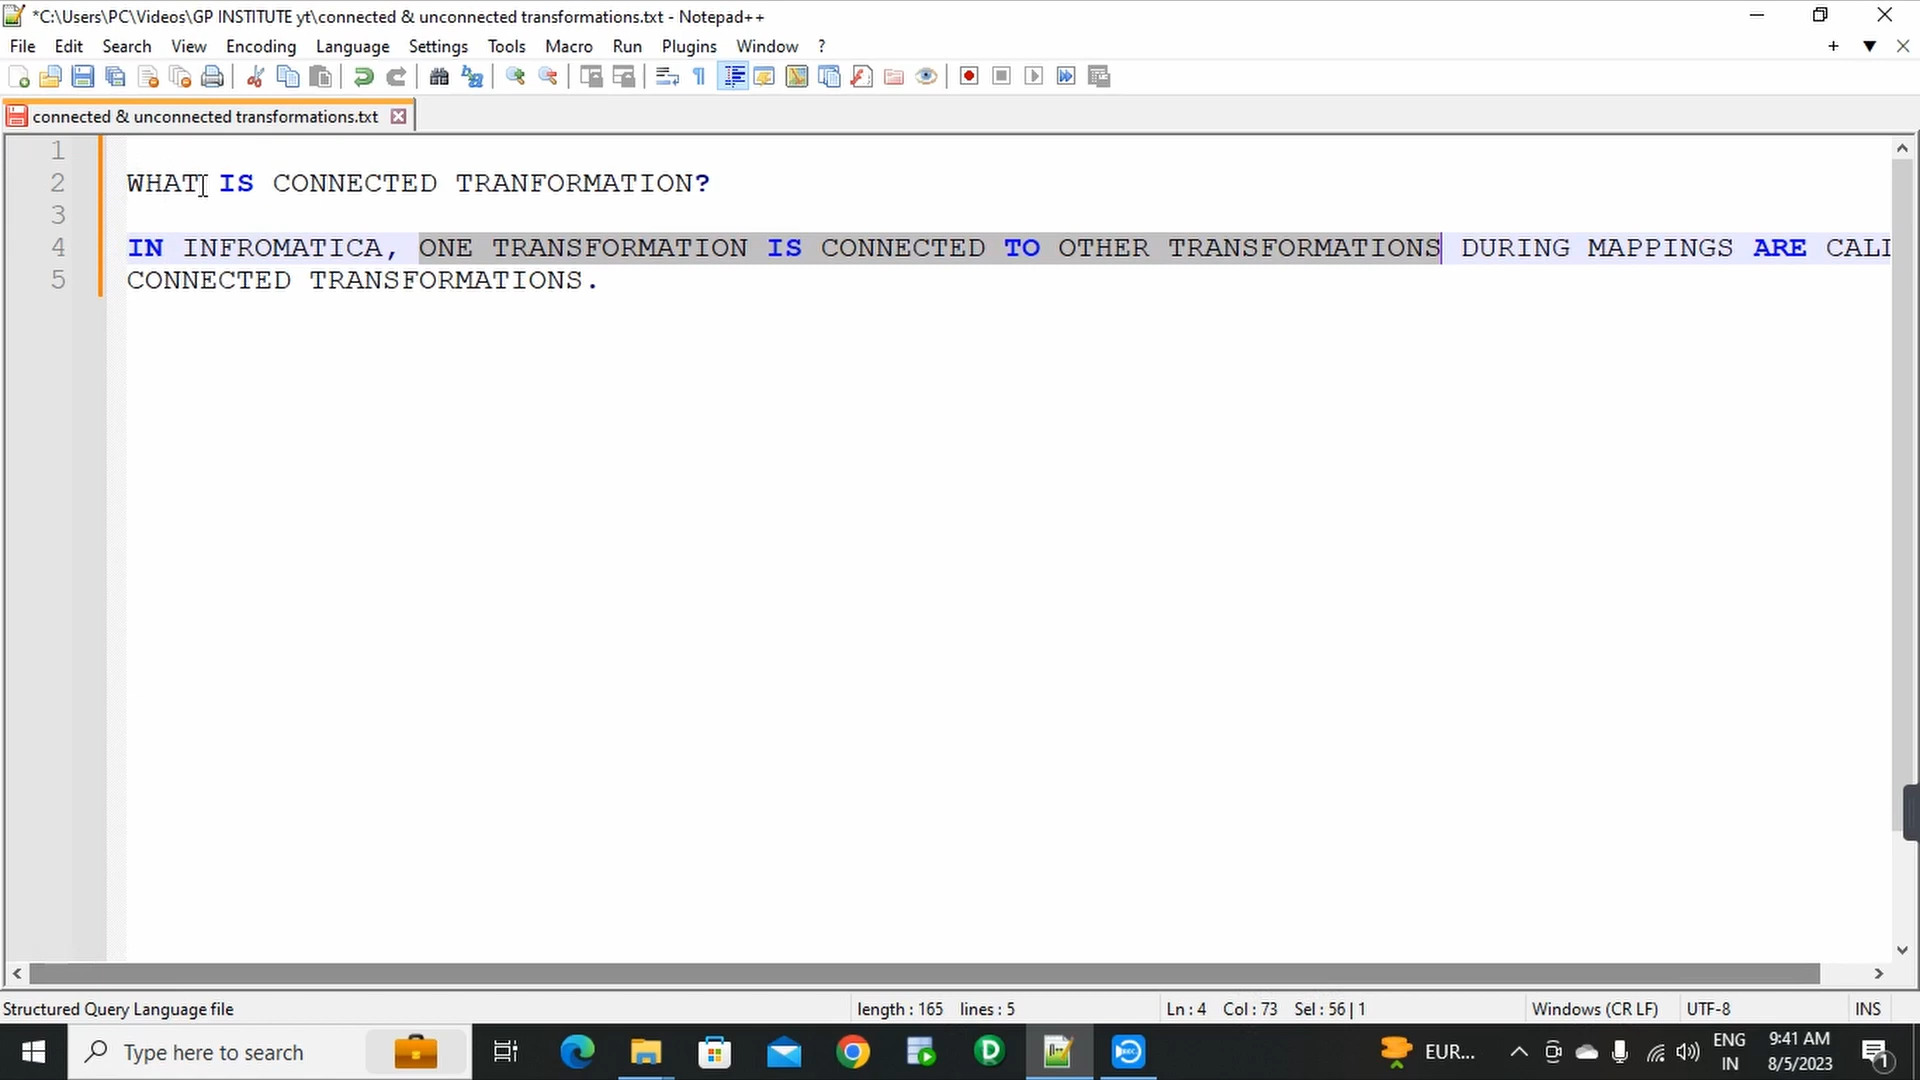 *C:\Users\PC\Videos\GP INSTITUTE yt\connected & unconnected transformations.txt - Notepad++
File Edit Search View Encoding Language Settings Tools Macro Run Plugins Window ?
connected & unconnected transformations.txt
1
2 WHAT IS CONNECTED TRANFORMATION?
3
4 IN INFROMATICA, ONE TRANSFORMATION IS CONNECTED TO OTHER TRANSFORMATIONS DURING MAPPINGS ARE CALL
5 CONNECTED TRANSFORMATIONS.
Structured Query Language file length : 165 lines : 5 Ln : 4 Col : 73 Sel : 56 | 1 Windows (CR LF) UTF-8 INS
Type here to search EUR... ENG 9:41 AM
IN 8/5/2023 1